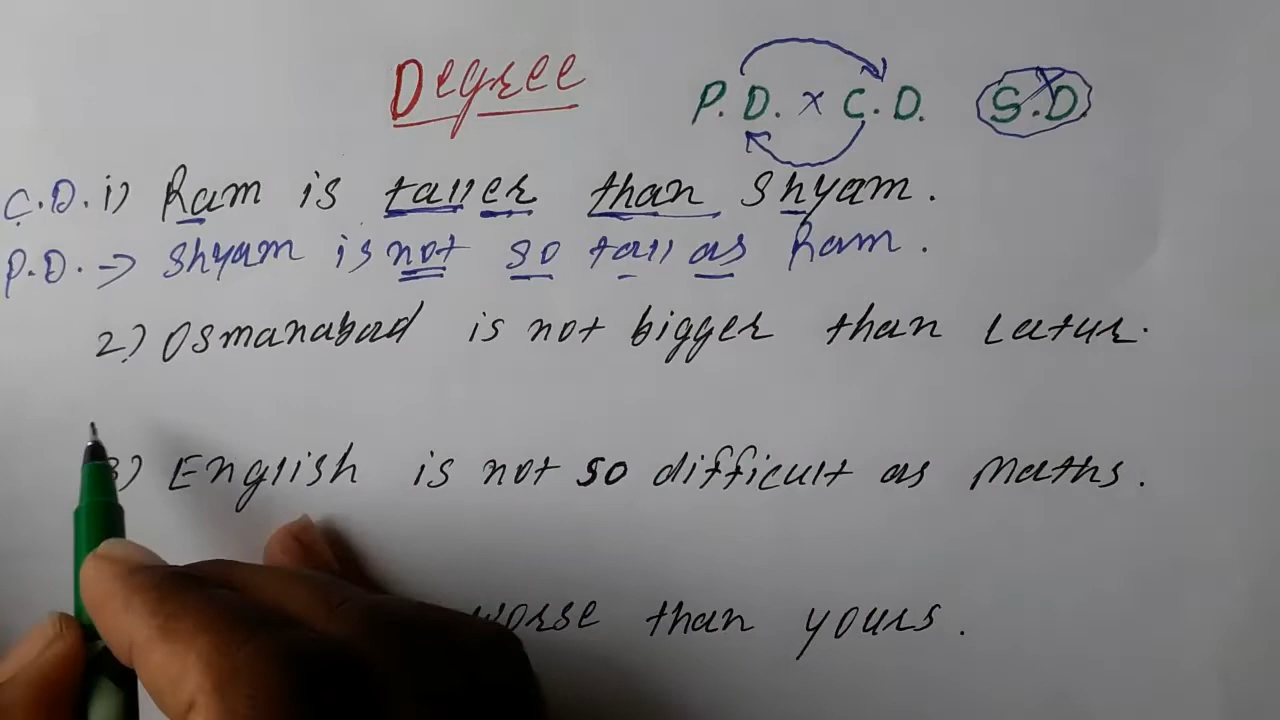 Degree P.D. x C.D. S.D
C.D. 1) Ram is taller than Shyam.
P.D. -> Shyam is not so tall as Ram.
2) Osmanabad is not bigger than Latur.
3) English is not so difficult as Maths.
worse than yours.